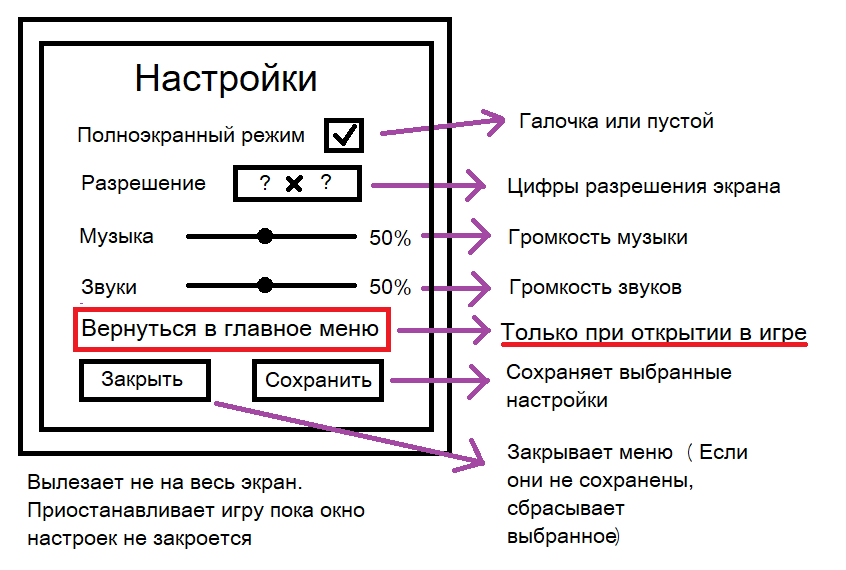 Настройки
Полноэкранный режим
Галочка или пустой
Разрешение
? × ?
Цифры разрешения экрана
Музыка
50%
Громкость музыки
Звуки
50%
Громкость звуков
Вернуться в главное меню
Только при открытии в игре
Закрыть
Сохранить
Сохраняет выбранные
настройки
Закрывает меню ( Если
они не сохранены,
сбрасывает
выбранное)
Вылезает не на весь экран.
Приостанавливает игру пока окно
настроек не закроется